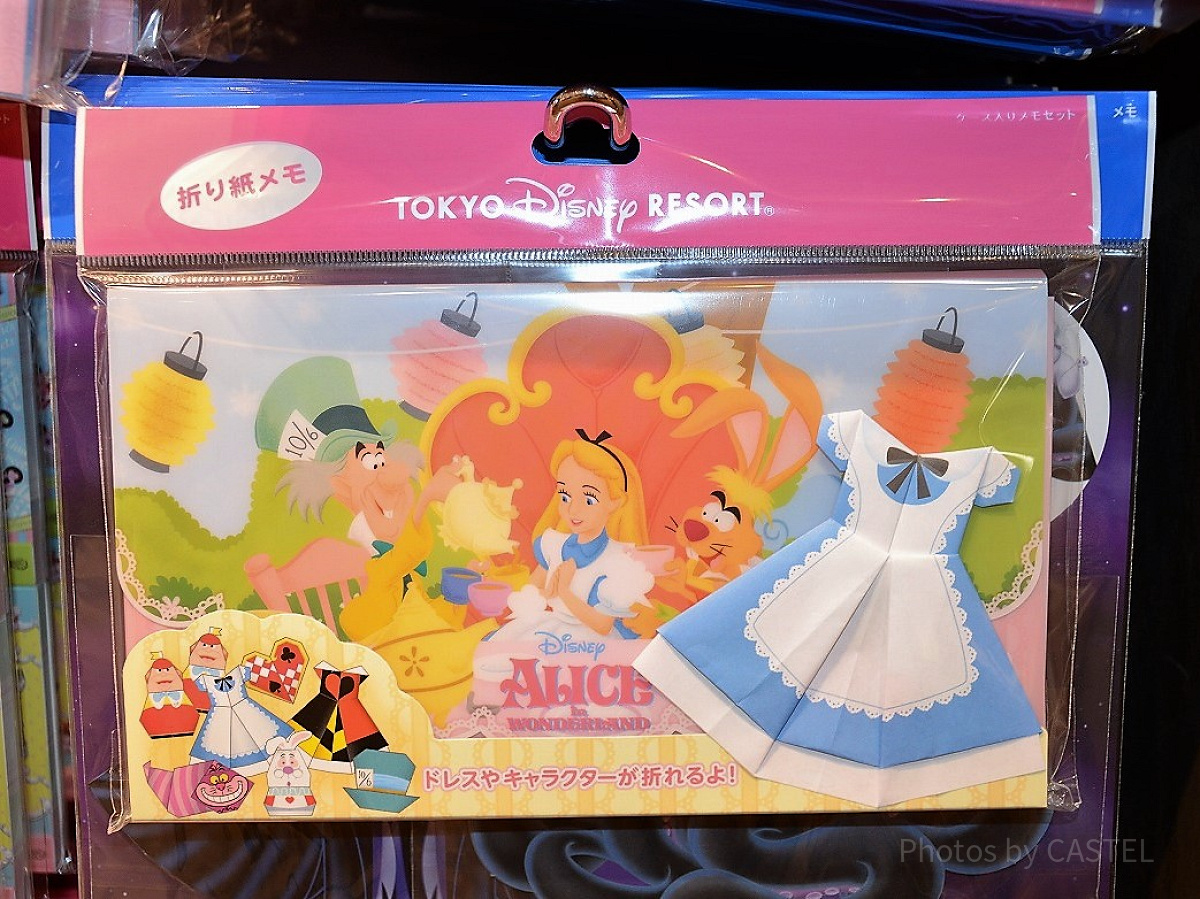 ケース入りメモセット
メモ
折り紙メモ
TOKYO Disney RESORT®
10/6
Disney
ALICE
in
WONDERLAND
10/6
ドレスやキャラクターが折れるよ!
Photos by CASTEL